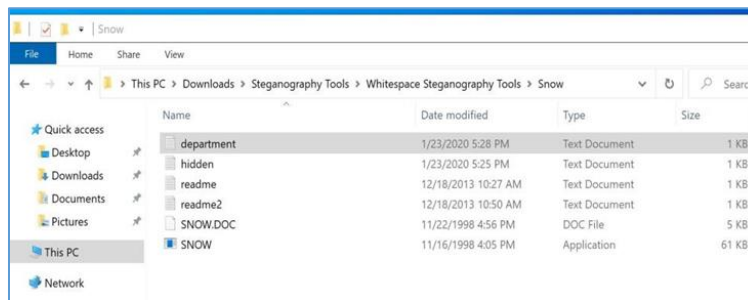 Snow
File Home Share View
This PC > Downloads > Steganography Tools > Whitespace Steganography Tools > Snow
Name Date modified Type Size
Quick access
department 1/23/2020 5:28 PM Text Document 1 KB
Desktop
hidden 1/23/2020 5:25 PM Text Document 1 KB
Downloads
readme 12/18/2013 10:27 AM Text Document 1 KB
Documents
readme2 12/18/2013 10:50 AM Text Document 1 KB
Pictures
SNOW.DOC 11/22/1998 4:56 PM DOC File 5 KB
This PC
SNOW 11/16/1998 4:05 PM Application 61 KB
Network